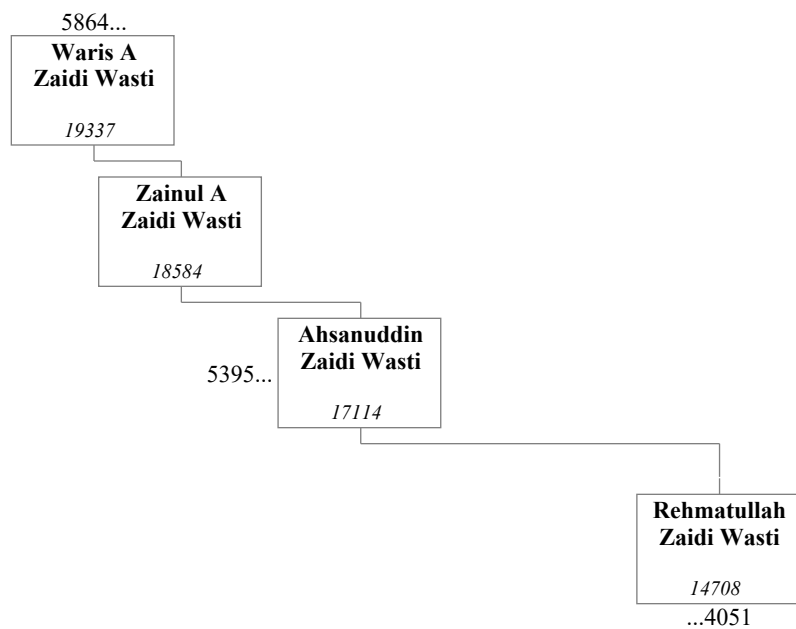 5864...
Waris A
Zaidi Wasti
19337
Zainul A
Zaidi Wasti
18584
Ahsanuddin
Zaidi Wasti
5395...
17114
Rehmatullah
Zaidi Wasti
14708
...4051